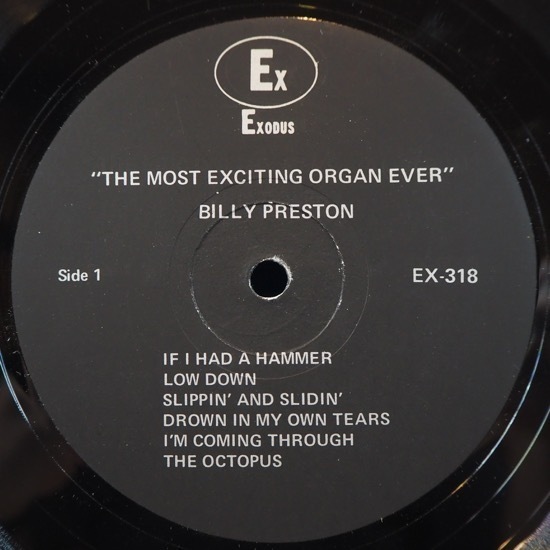 Ex
Exodus
"THE MOST EXCITING ORGAN EVER"
BILLY PRESTON
Side 1
EX-318
IF I HAD A HAMMER
LOW DOWN
SLIPPIN' AND SLIDIN'
DROWN IN MY OWN TEARS
I'M COMING THROUGH
THE OCTOPUS